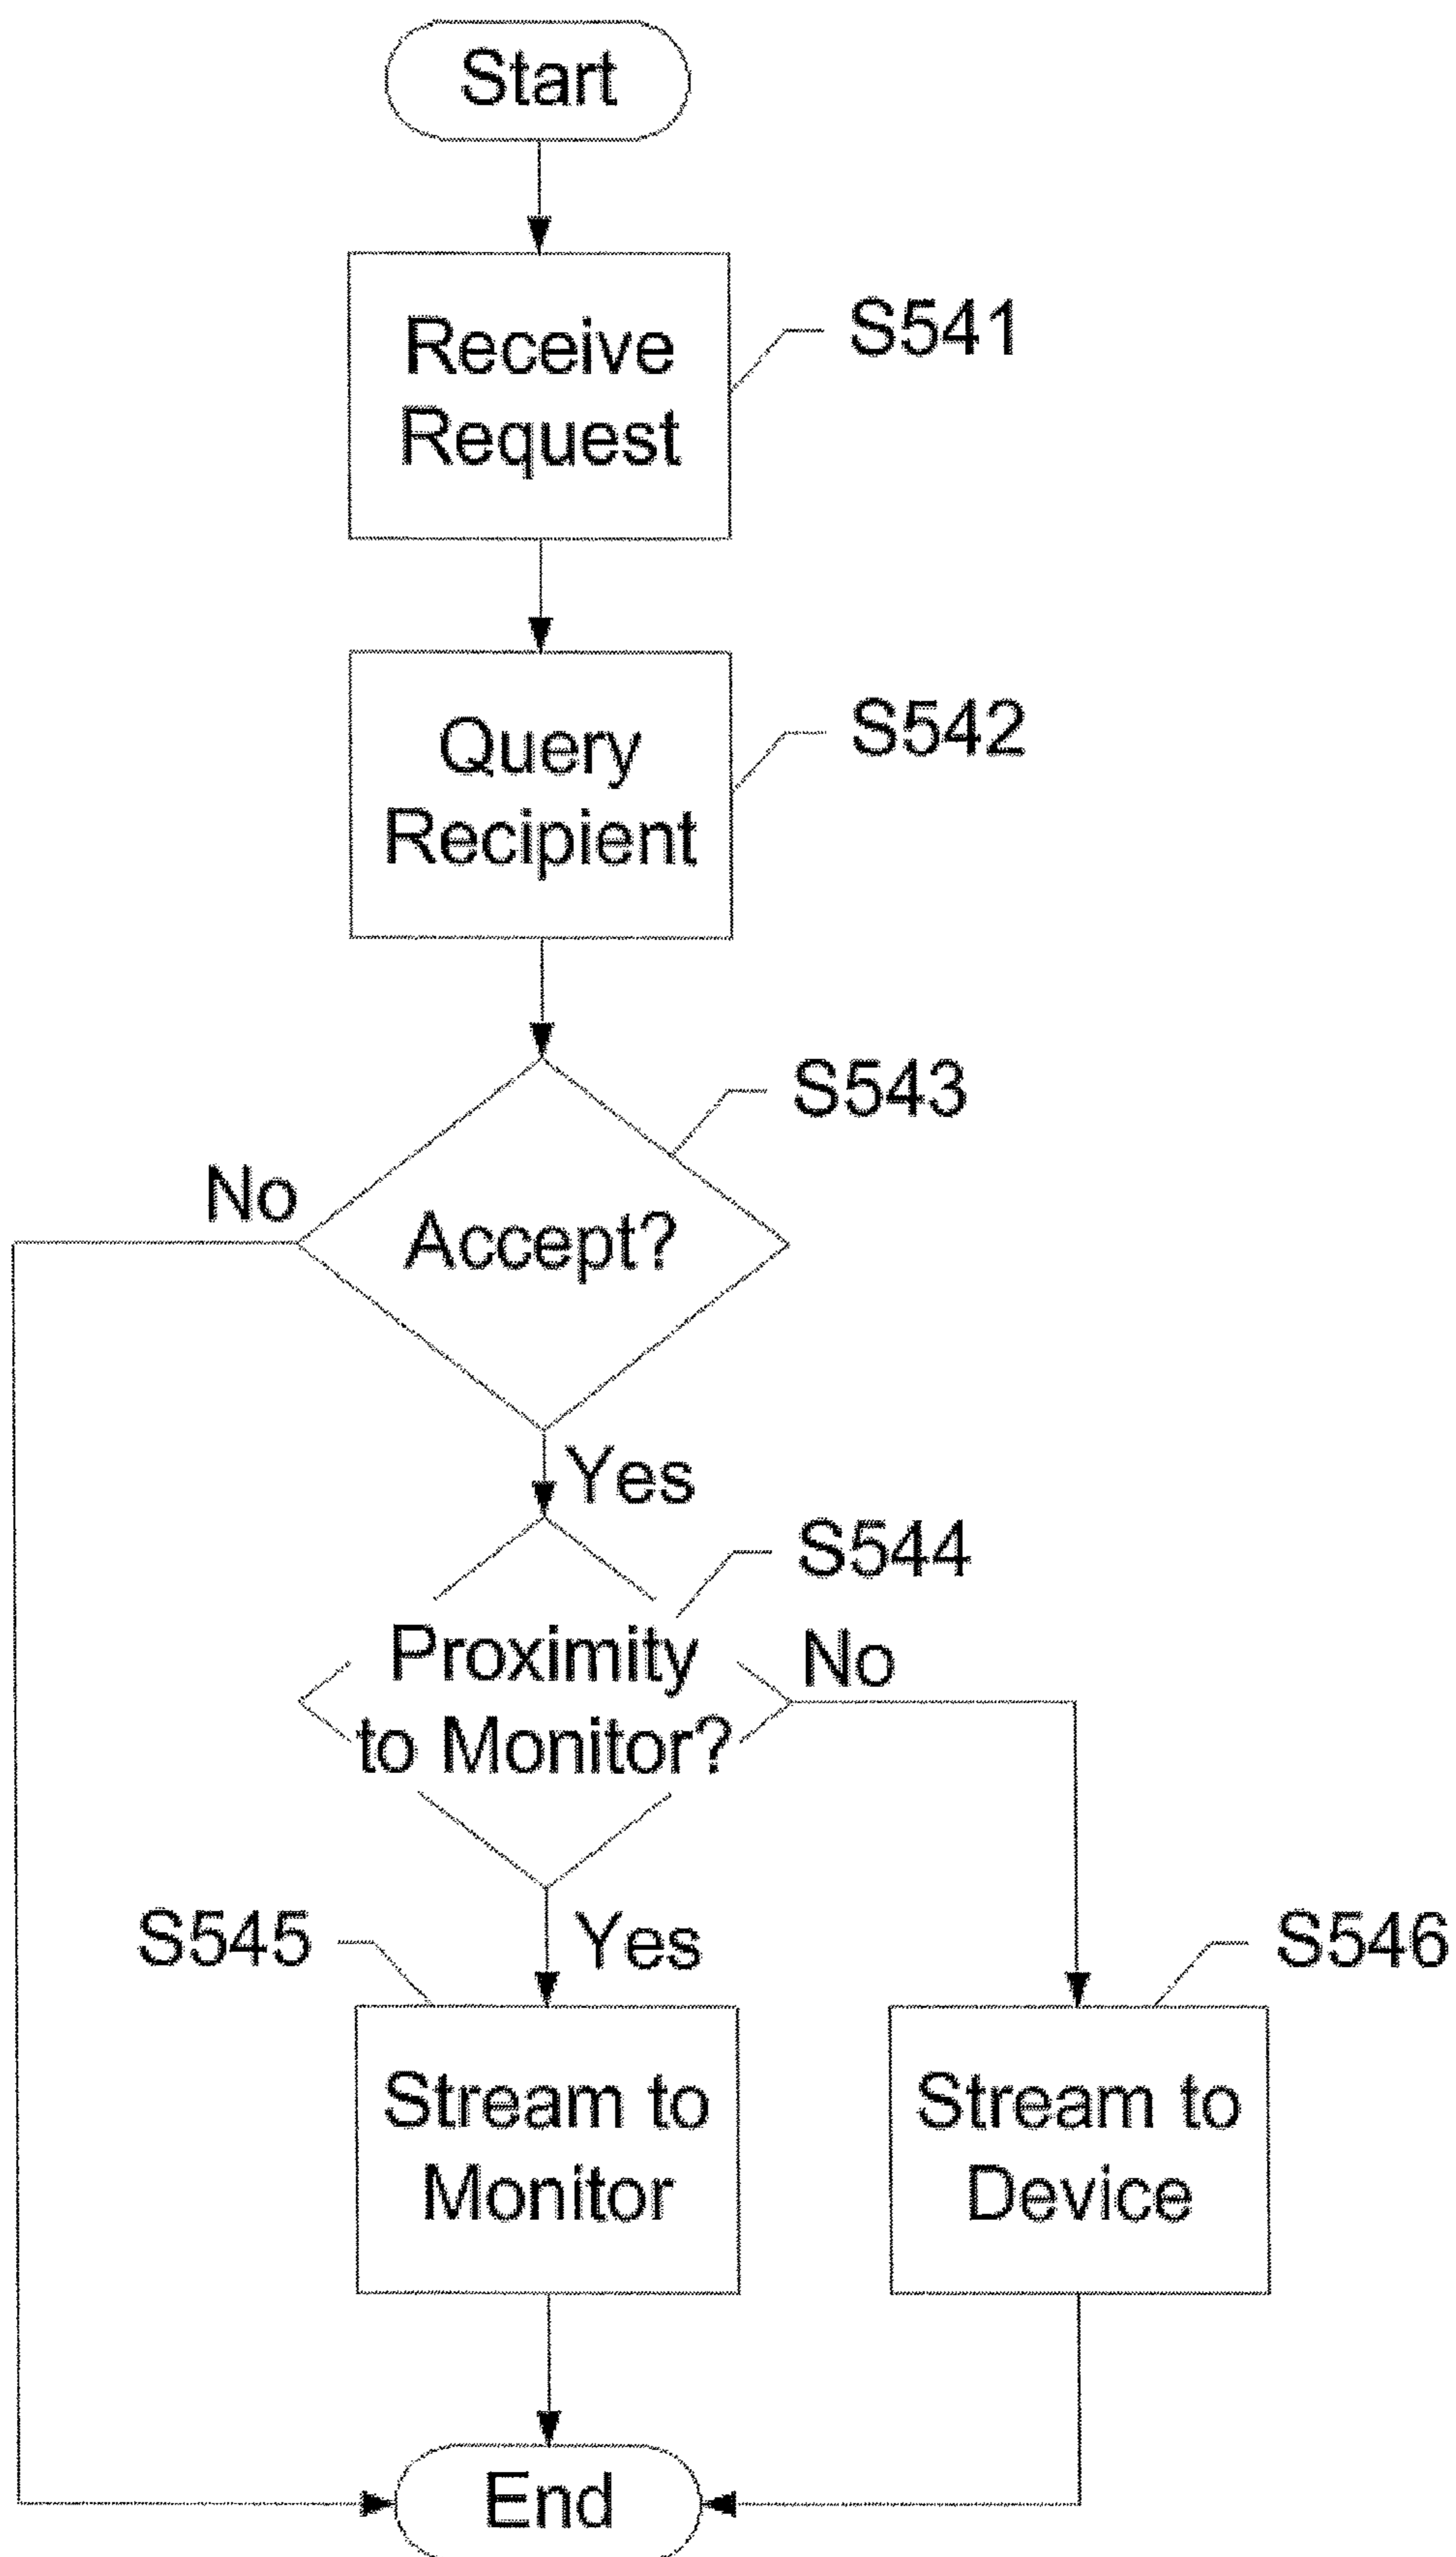 Start
Receive
Request
S541
Query
Recipient
S542
S543
No
Accept?
Yes
S544
Proximity
to Monitor?
No
S545
Yes
S546
Stream to
Monitor
Stream to
Device
End